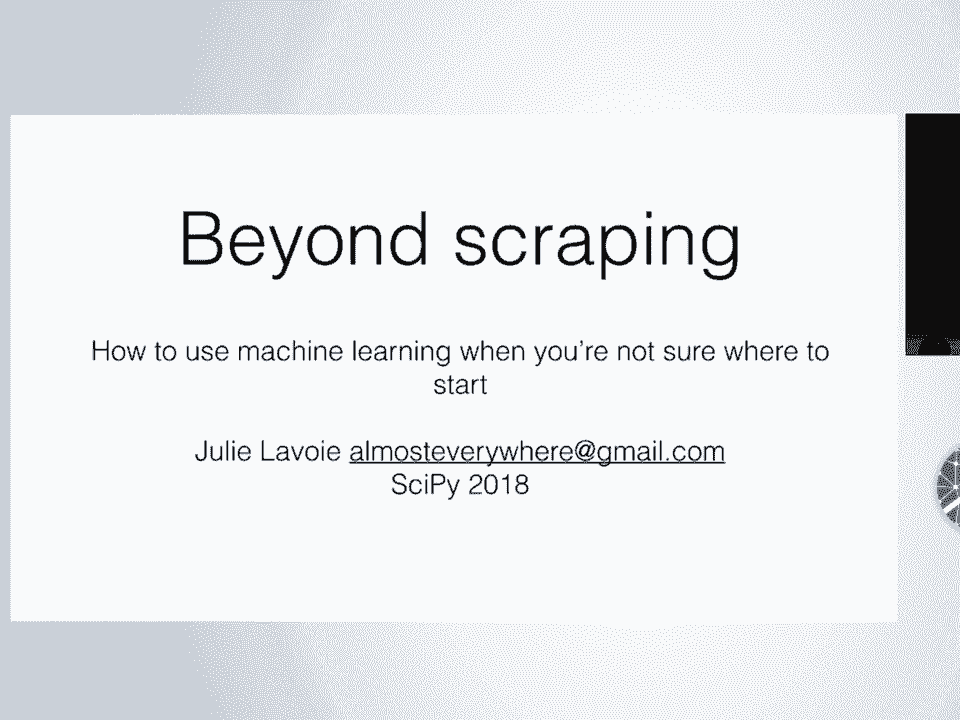 Beyond scraping
How to use machine learning when you're not sure where to
start
Julie Lavoie almosteverywhere@gmail.com
SciPy 2018